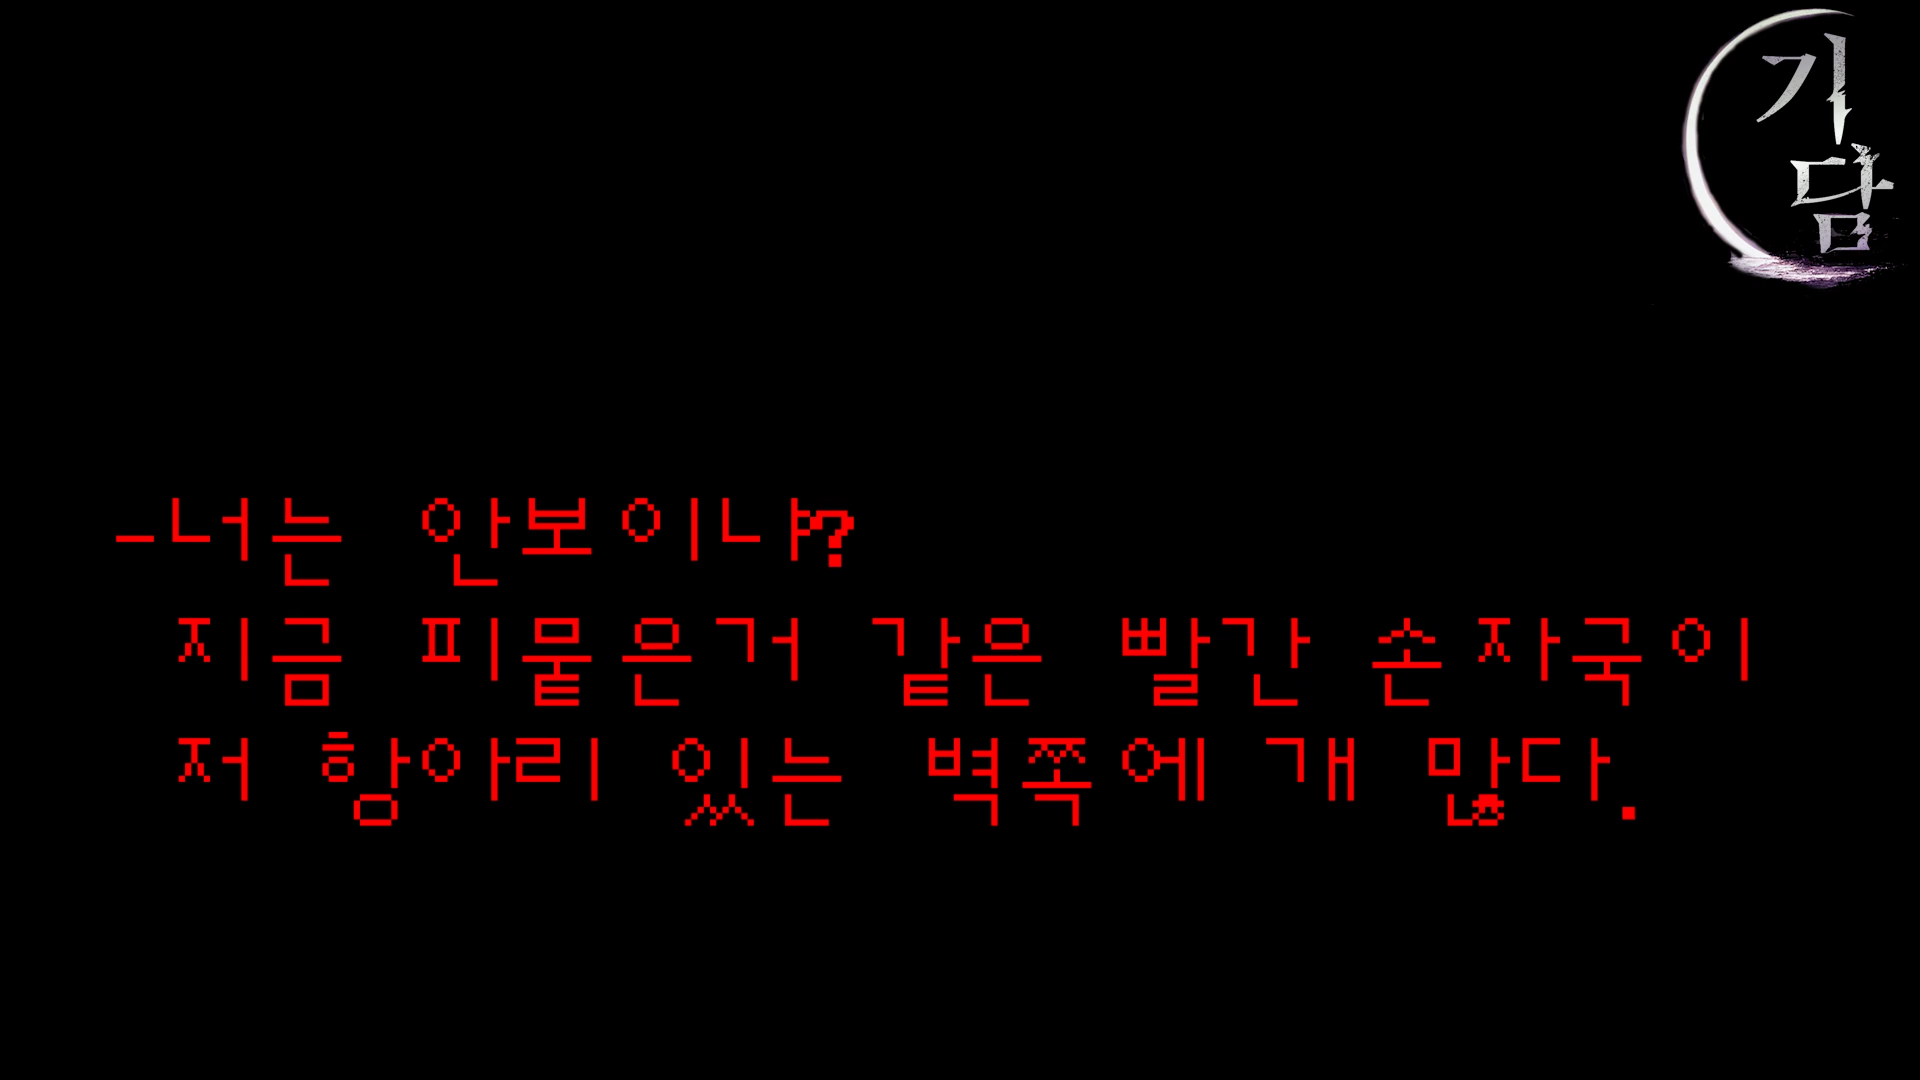 기담
-너는 안보이냐?
지금 피묻은거 같은 빨간 손자국이
저 항아리 있는 벽쪽에 개 많다.